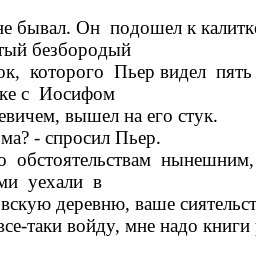 не бывал. Он подошел к калитке
тый безбородый
ок, которого Пьер видел пять
ке с Иосифом
евичем, вышел на его стук.
ма? - спросил Пьер.
о обстоятельствам нынешним,
ми уехали в
вскую деревню, ваше сиятельст
все-таки войду, мне надо книги